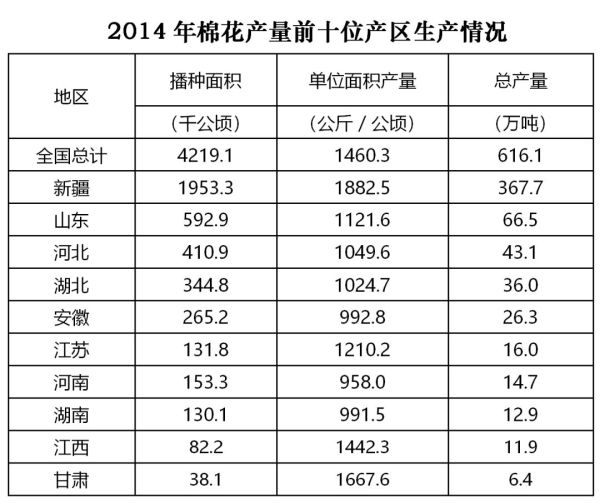 2014 年棉花产量前十位产区生产情况
地区 播种面积 单位面积产量 总产量
（千公顷） （公斤 / 公顷） （万吨）
全国总计 4219.1 1460.3 616.1
新疆 1953.3 1882.5 367.7
山东 592.9 1121.6 66.5
河北 410.9 1049.6 43.1
湖北 344.8 1024.7 36.0
安徽 265.2 992.8 26.3
江苏 131.8 1210.2 16.0
河南 153.3 958.0 14.7
湖南 130.1 991.5 12.9
江西 82.2 1442.3 11.9
甘肃 38.1 1667.6 6.4